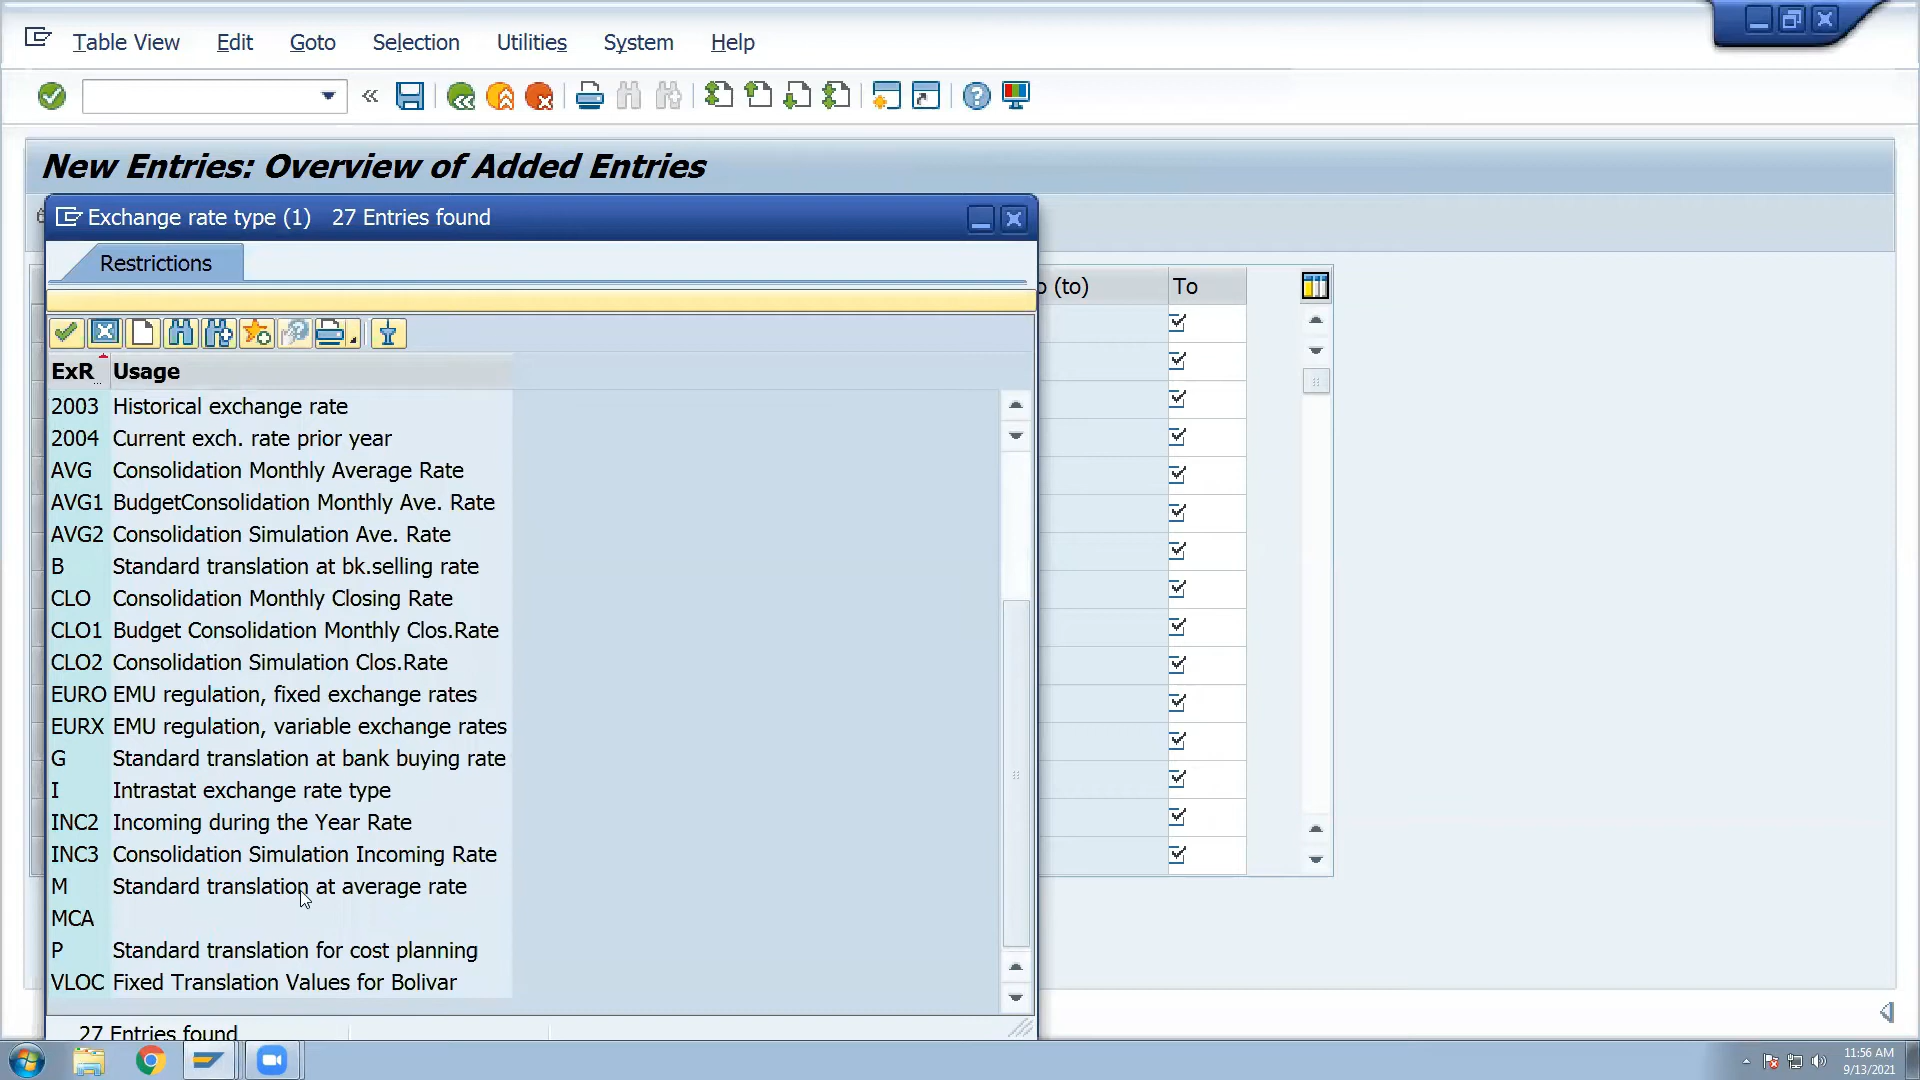 Table View Edit Goto Selection Utilities System Help
New Entries: Overview of Added Entries
Exchange rate type (1) 27 Entries found
Restrictions
(to) To
ExR.. Usage
2003 Historical exchange rate
2004 Current exch. rate prior year
AVG Consolidation Monthly Average Rate
AVG1 BudgetConsolidation Monthly Ave. Rate
AVG2 Consolidation Simulation Ave. Rate
B Standard translation at bk.selling rate
CLO Consolidation Monthly Closing Rate
CLO1 Budget Consolidation Monthly Clos.Rate
CLO2 Consolidation Simulation Clos.Rate
EURO EMU regulation, fixed exchange rates
EURX EMU regulation, variable exchange rates
G Standard translation at bank buying rate
I Intrastat exchange rate type
INC2 Incoming during the Year Rate
INC3 Consolidation Simulation Incoming Rate
M Standard translation at average rate
MCA
P Standard translation for cost planning
VLOC Fixed Translation Values for Bolivar
27 Entries found
11:56 AM
9/13/2021